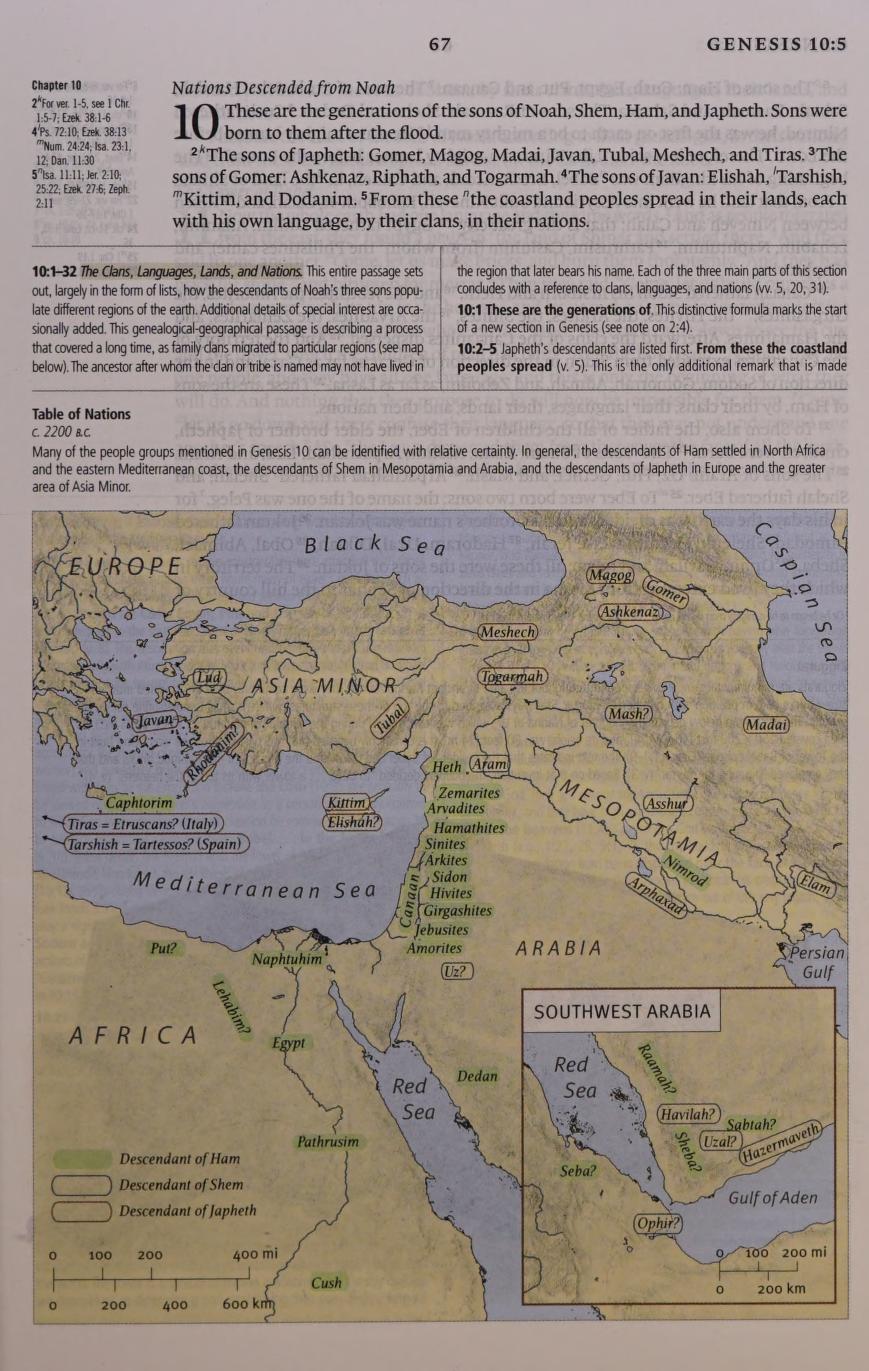 67
GENESIS 10:5
Chapter 10
2kFor ver. 1-5, see 1 Chr.
1:5-7; Ezek. 38:1-6
4lPs. 72:10; Ezek. 38:13
mNum. 24:24; Isa. 23:1,
12; Dan. 11:30
5nIsa. 11:11; Jer. 2:10;
25:22; Ezek. 27:6; Zeph.
2:11
Nations Descended from Noah
10 These are the generations of the sons of Noah, Shem, Ham, and Japheth. Sons were
born to them after the flood.
2kThe sons of Japheth: Gomer, Magog, Madai, Javan, Tubal, Meshech, and Tiras. 3The
sons of Gomer: Ashkenaz, Riphath, and Togarmah. 4The sons of Javan: Elishah, lTarshish,
mKittim, and Dodanim. 5From these nthe coastland peoples spread in their lands, each
with his own language, by their clans, in their nations.
10:1–32 The Clans, Languages, Lands, and Nations. This entire passage sets
out, largely in the form of lists, how the descendants of Noah's three sons popu-
late different regions of the earth. Additional details of special interest are occa-
sionally added. This genealogical-geographical passage is describing a process
that covered a long time, as family clans migrated to particular regions (see map
below). The ancestor after whom the clan or tribe is named may not have lived in
the region that later bears his name. Each of the three main parts of this section
concludes with a reference to clans, languages, and nations (vv. 5, 20, 31).
10:1 These are the generations of. This distinctive formula marks the start
of a new section in Genesis (see note on 2:4).
10:2–5 Japheth's descendants are listed first. From these the coastland
peoples spread (v. 5). This is the only additional remark that is made
Table of Nations
c. 2200 B.C.
Many of the people groups mentioned in Genesis 10 can be identified with relative certainty. In general, the descendants of Ham settled in North Africa
and the eastern Mediterranean coast, the descendants of Shem in Mesopotamia and Arabia, and the descendants of Japheth in Europe and the greater
area of Asia Minor.
EUROPE
Black Sea
Caspian Sea
Magog
Gomer
Ashkenaz
Meshech
Lud
ASIA MINOR
Togarmah
Javan
Rhodanim?
Tubal
Mash?
Madai
Heth
Aram
Caphtorim
Kittim
Elishah?
Zemarites
Arvadites
MESOPOTAMIA
Asshur
Tiras = Etruscans? (Italy)
Tarshish = Tartessos? (Spain)
Hamathites
Sinites
Arkites
Sidon
Hivites
Girgashites
Jebusites
Amorites
Canaan
Nimrod
Arphaxad
Elam
Mediterranean Sea
Put?
Naphtuhim
Uz?
ARABIA
Persian
Gulf
Lehabim?
AFRICA
Egypt
Red
Sea
Dedan
Pathrusim
Cush
Descendant of Ham
Descendant of Shem
Descendant of Japheth
0 100 200 400 mi
0 200 400 600 km
SOUTHWEST ARABIA
Red
Sea
Raamah?
Havilah?
Sabtah?
Sheba?
Uzal?
Hazermaveth
Seba?
Gulf of Aden
Ophir?
0 100 200 mi
0 200 km